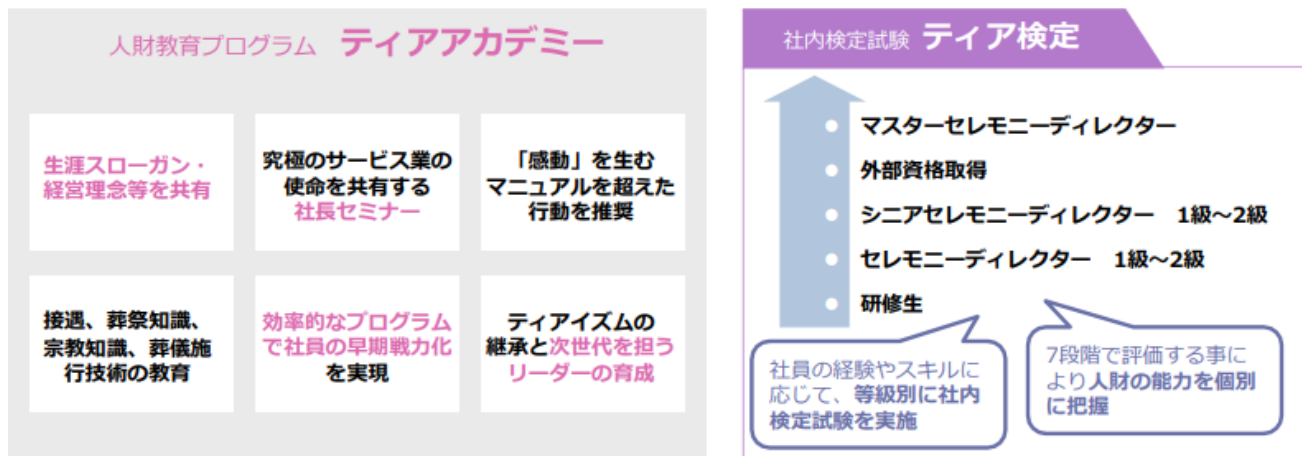 人財教育プログラム ティアアカデミー
生涯スローガン・
経営理念等を共有
究極のサービス業の
使命を共有する
社長セミナー
「感動」を生む
マニュアルを超えた
行動を推奨
接遇、葬祭知識、
宗教知識、葬儀施
行技術の教育
効率的なプログラム
で社員の早期戦力化
を実現
ティアイズムの
継承と次世代を担う
リーダーの育成
社内検定試験 ティア検定
マスターセレモニーディレクター
外部資格取得
シニアセレモニーディレクター 1級～2級
セレモニーディレクター 1級～2級
研修生
社員の経験やスキルに
応じて、等級別に社内
検定試験を実施
7段階で評価する事に
より人財の能力を個別
に把握